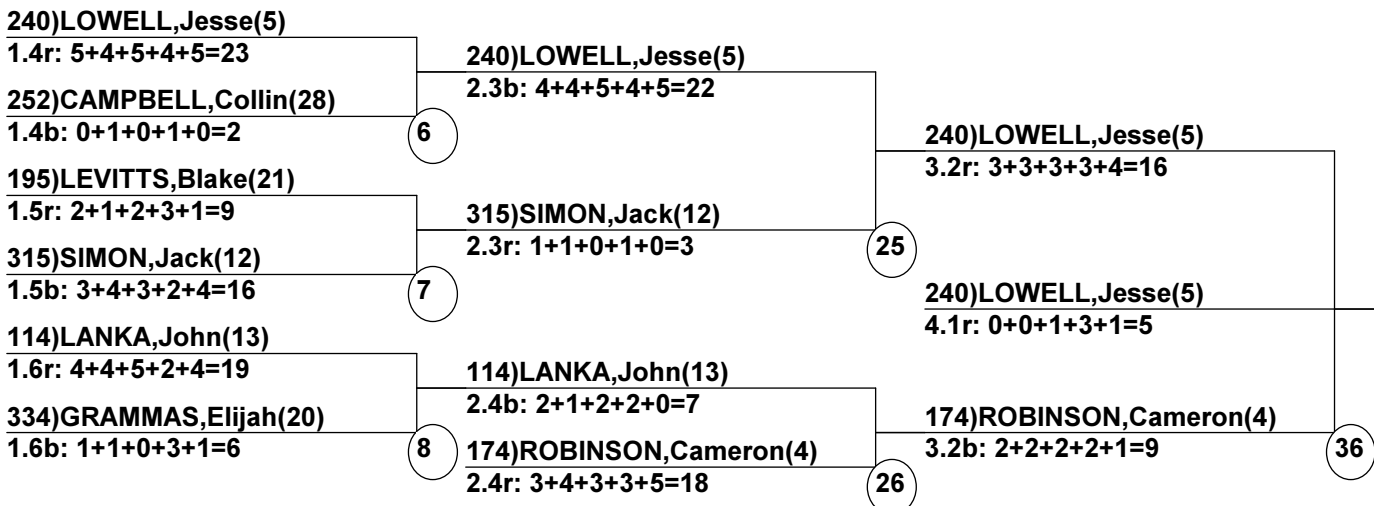 240)LOWELL,Jesse(5)
1.4r: 5+4+5+4+5=23
252)CAMPBELL,Collin(28)
1.4b: 0+1+0+1+0=2
6
195)LEVITTS,Blake(21)
1.5r: 2+1+2+3+1=9
315)SIMON,Jack(12)
1.5b: 3+4+3+2+4=16
7
114)LANKA,John(13)
1.6r: 4+4+5+2+4=19
334)GRAMMAS,Elijah(20)
1.6b: 1+1+0+3+1=6
8
240)LOWELL,Jesse(5)
2.3b: 4+4+5+4+5=22
315)SIMON,Jack(12)
2.3r: 1+1+0+1+0=3
25
114)LANKA,John(13)
2.4b: 2+1+2+2+0=7
174)ROBINSON,Cameron(4)
2.4r: 3+4+3+3+5=18
26
240)LOWELL,Jesse(5)
3.2r: 3+3+3+3+4=16
240)LOWELL,Jesse(5)
4.1r: 0+0+1+3+1=5
174)ROBINSON,Cameron(4)
3.2b: 2+2+2+2+1=9
36